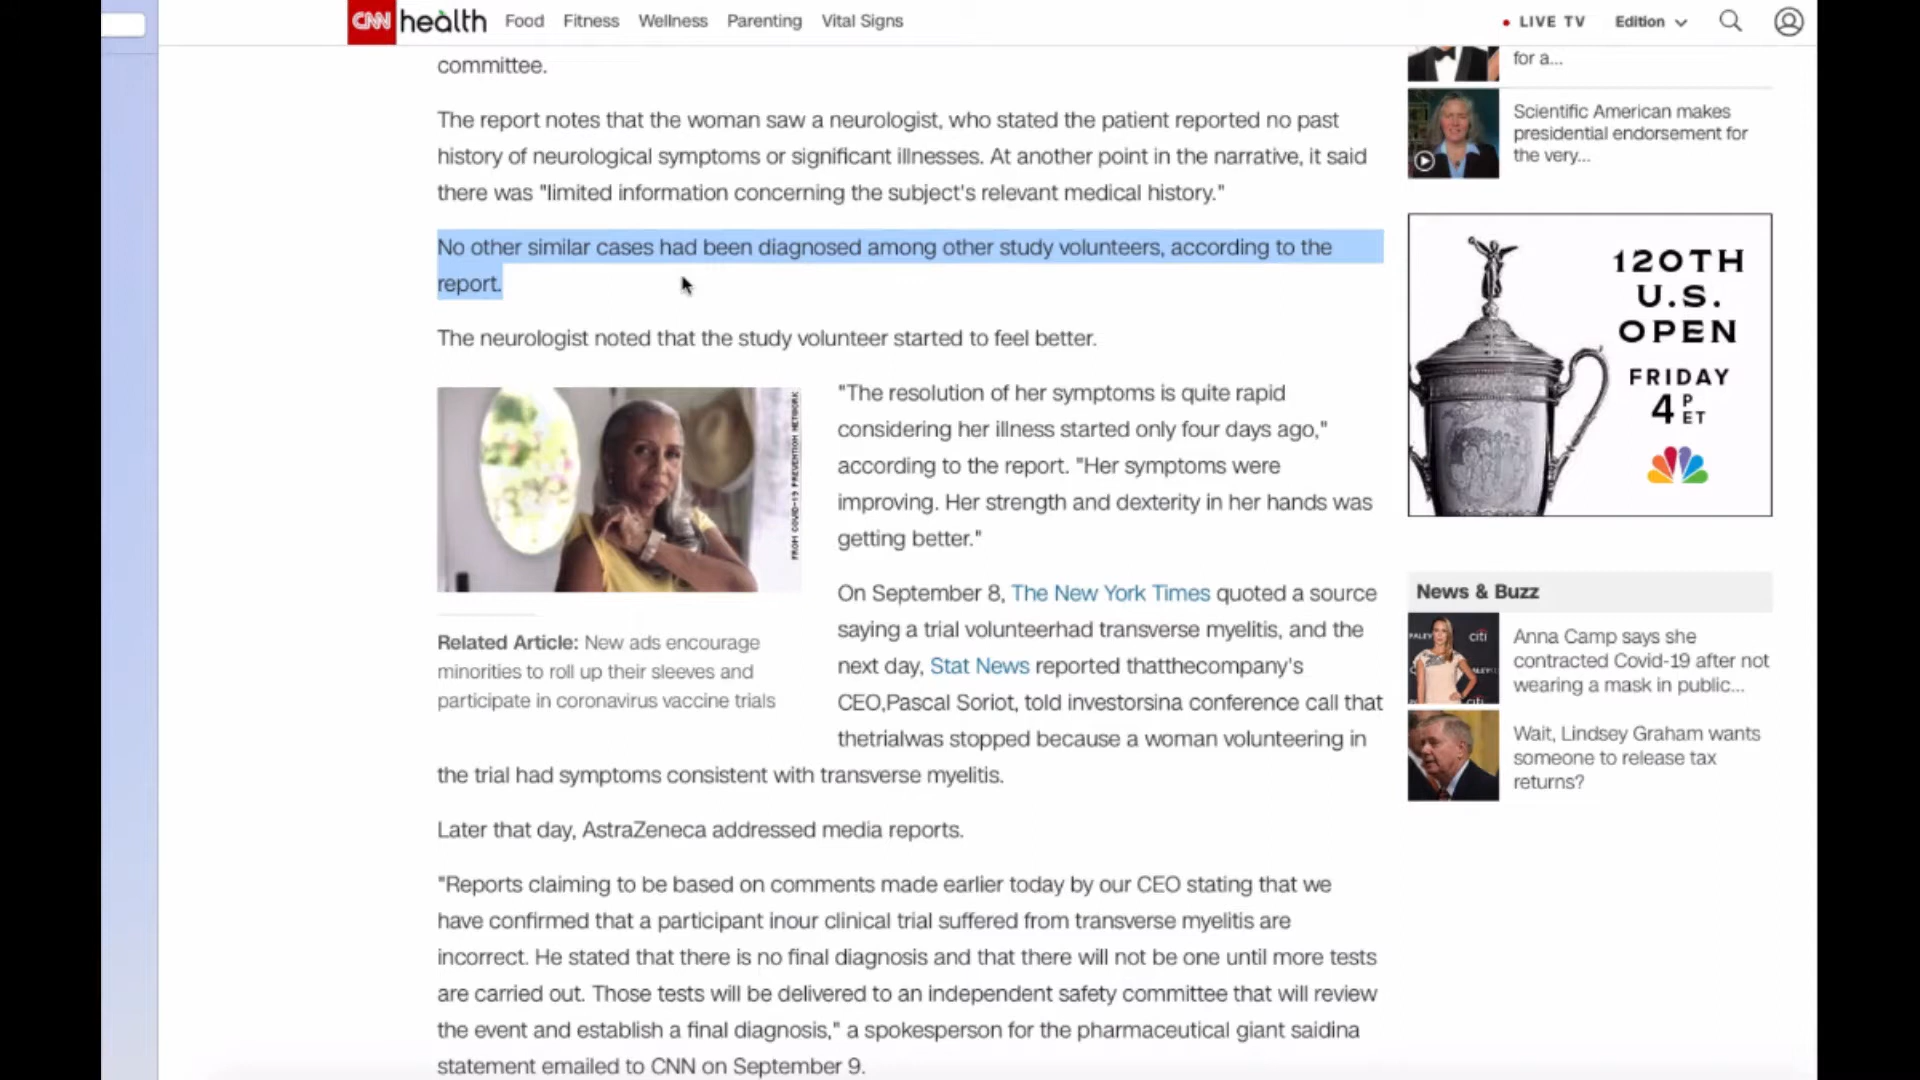 CNN health Food Fitness Wellness Parenting Vital Signs LIVE TV Edition
committee.
The report notes that the woman saw a neurologist, who stated the patient reported no past
history of neurological symptoms or significant illnesses. At another point in the narrative, it said
there was "limited information concerning the subject's relevant medical history."
No other similar cases had been diagnosed among other study volunteers, according to the
report.
The neurologist noted that the study volunteer started to feel better.
FROM COVID-19 PREVENTION NETWORK
Related Article: New ads encourage
minorities to roll up their sleeves and
participate in coronavirus vaccine trials
"The resolution of her symptoms is quite rapid
considering her illness started only four days ago,"
according to the report. "Her symptoms were
improving. Her strength and dexterity in her hands was
getting better."
On September 8, The New York Times quoted a source
saying a trial volunteerhad transverse myelitis, and the
next day, Stat News reported thatthecompany's
CEO,Pascal Soriot, told investorsina conference call that
thetrialwas stopped because a woman volunteering in
the trial had symptoms consistent with transverse myelitis.
Later that day, AstraZeneca addressed media reports.
"Reports claiming to be based on comments made earlier today by our CEO stating that we
have confirmed that a participant inour clinical trial suffered from transverse myelitis are
incorrect. He stated that there is no final diagnosis and that there will not be one until more tests
are carried out. Those tests will be delivered to an independent safety committee that will review
the event and establish a final diagnosis," a spokesperson for the pharmaceutical giant saidina
statement emailed to CNN on September 9.
for a...
Scientific American makes
presidential endorsement for
the very...
120TH
U.S.
OPEN
FRIDAY
4 P ET
News & Buzz
PALEY citi
Anna Camp says she
contracted Covid-19 after not
wearing a mask in public...
Wait, Lindsey Graham wants
someone to release tax
returns?